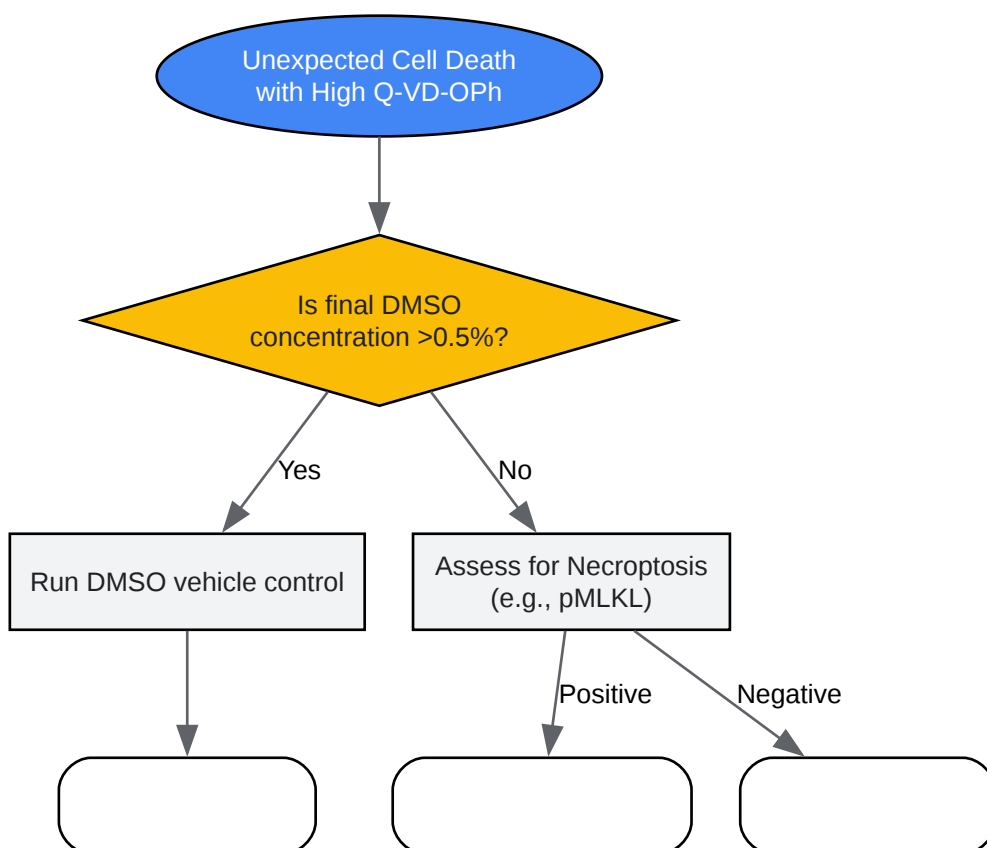 Unexpected Cell Death
with High Q-VD-OPh
Is final DMSO
concentration >0.5%?
Yes
No
Run DMSO vehicle control
Assess for Necroptosis
(e.g., pMLKL)
Positive
Negative